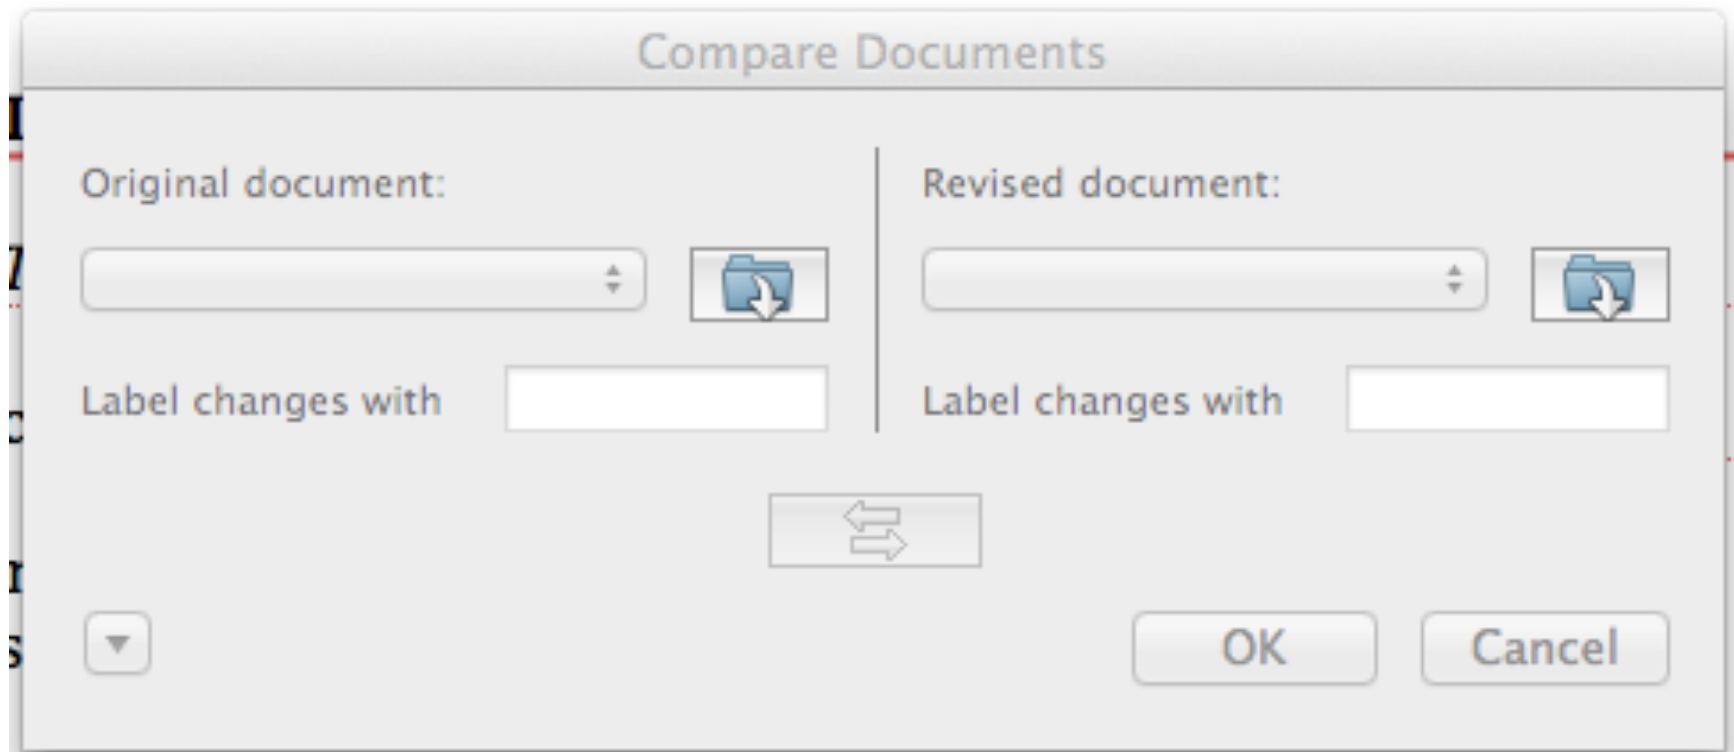 Compare Documents
Original document:
Revised document:
Label changes with
Label changes with
OK
Cancel